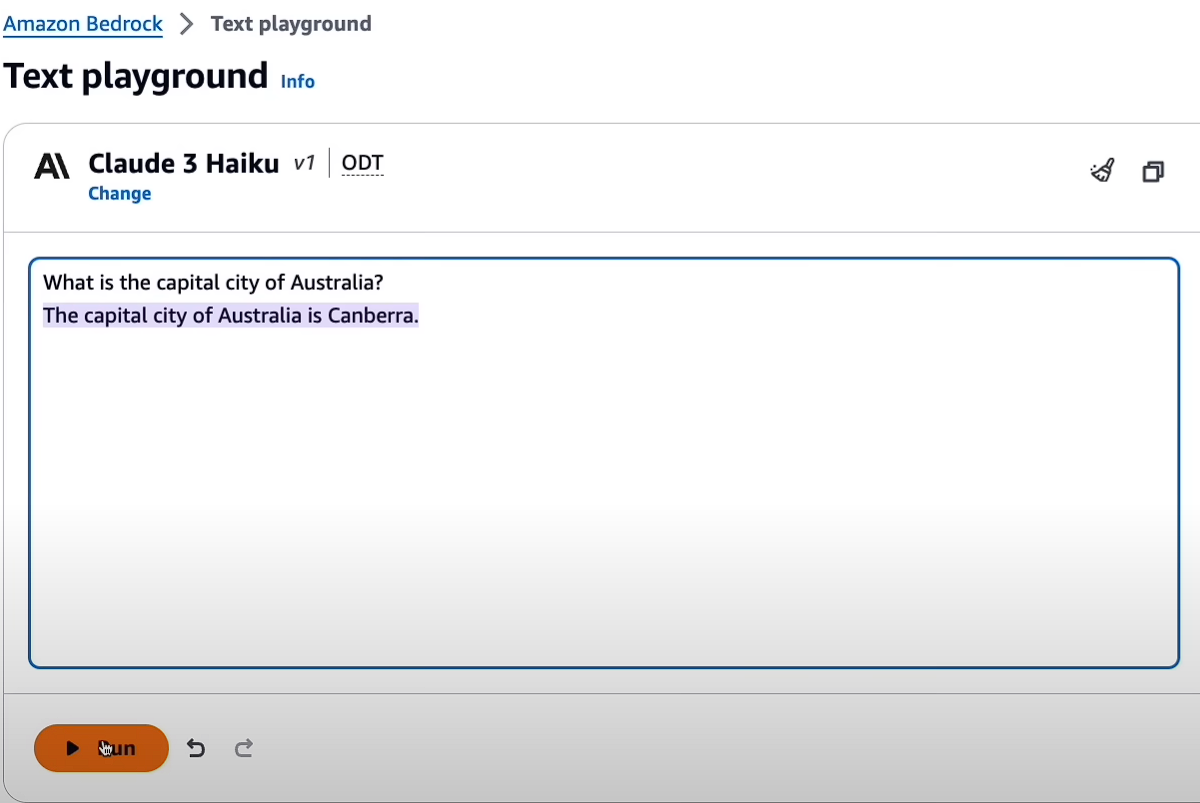 Amazon Bedrock > Text playground
Text playground Info
Claude 3 Haiku v1 | ODT
Change
What is the capital city of Australia?
The capital city of Australia is Canberra.
Run